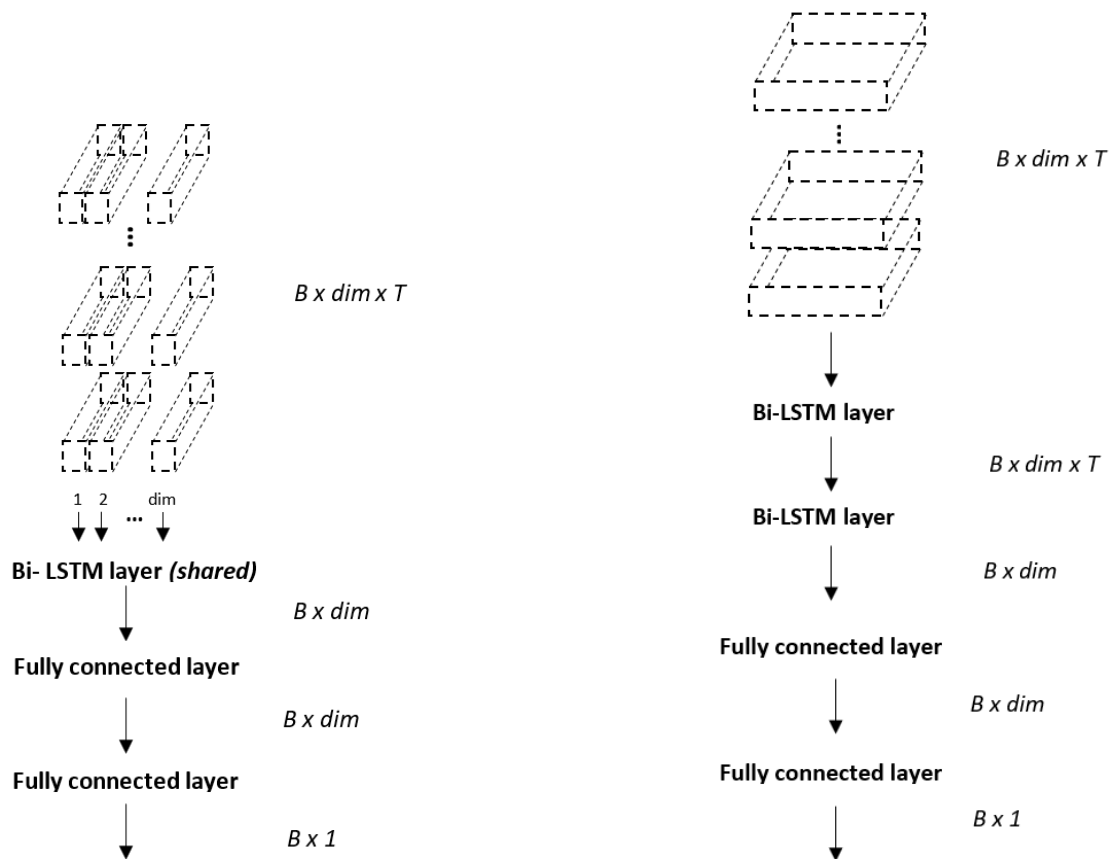 B x dim x T
1 2 ... dim
Bi- LSTM layer (shared)
B x dim
Fully connected layer
B x dim
Fully connected layer
B x 1
B x dim x T
Bi-LSTM layer
B x dim x T
Bi-LSTM layer
B x dim
Fully connected layer
B x dim
Fully connected layer
B x 1